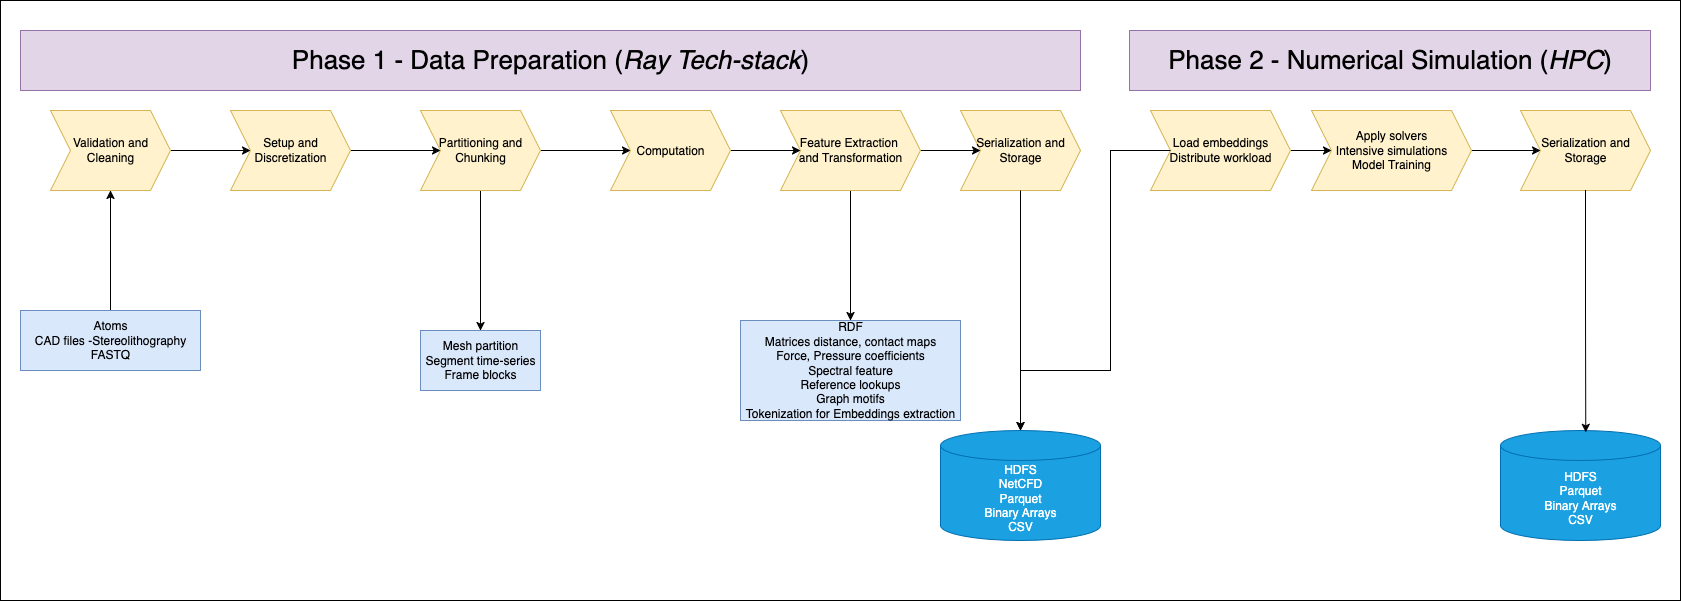 Phase 1 - Data Preparation (Ray Tech-stack)
Phase 2 - Numerical Simulation (HPC)
Validation and
Cleaning
Setup and
Discretization
Partitioning and
Chunking
Computation
Feature Extraction
and Transformation
Serialization and
Storage
Load embeddings
Distribute workload
Apply solvers
Intensive simulations
Model Training
Serialization and
Storage
Atoms
CAD files -Stereolithography
FASTQ
Mesh partition
Segment time-series
Frame blocks
RDF
Matrices distance, contact maps
Force, Pressure coefficients
Spectral feature
Reference lookups
Graph motifs
Tokenization for Embeddings extraction
HDFS
NetCFD
Parquet
Binary Arrays
CSV
HDFS
Parquet
Binary Arrays
CSV